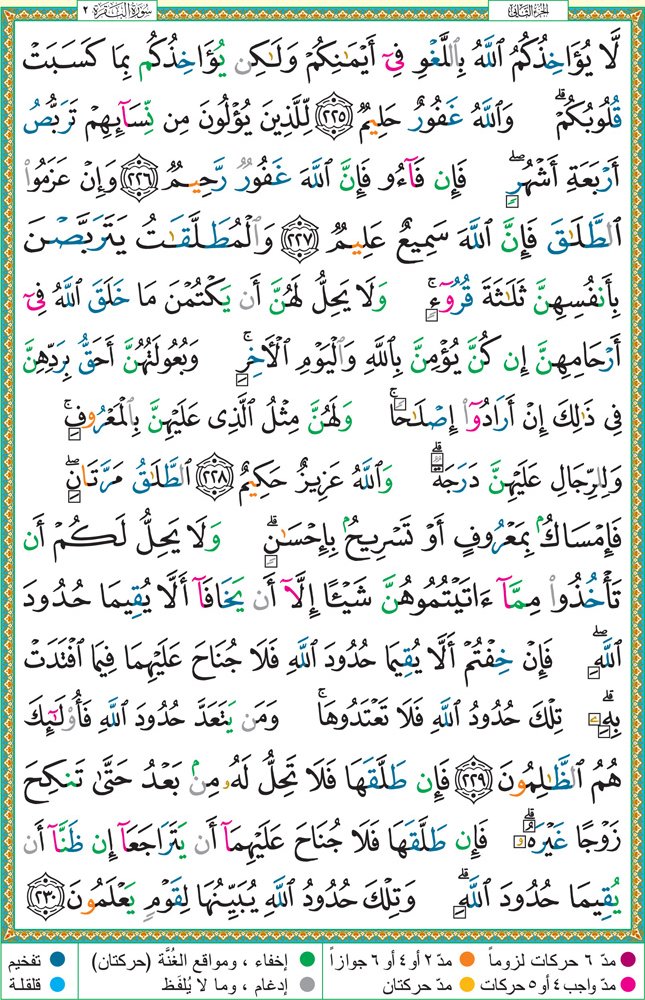 الجزء الثاني
سورة البقرة ٢
لَّا يُؤَاخِذُكُمُ ٱللَّهُ بِٱللَّغْوِ فِىٓ أَيْمَٰنِكُمْ وَلَٰكِن يُؤَاخِذُكُم بِمَا كَسَبَتْ
قُلُوبُكُمْ ۗ وَٱللَّهُ غَفُورٌ حَلِيمٌ ٢٢٥ لِّلَّذِينَ يُؤْلُونَ مِن نِّسَآئِهِمْ تَرَبُّصُ
أَرْبَعَةِ أَشْهُرٍ ۖ فَإِن فَآءُو فَإِنَّ ٱللَّهَ غَفُورٌ رَّحِيمٌ ٢٢٦ وَإِنْ عَزَمُوا۟
ٱلطَّلَٰقَ فَإِنَّ ٱللَّهَ سَمِيعٌ عَلِيمٌ ٢٢٧ وَٱلْمُطَلَّقَٰتُ يَتَرَبَّصْنَ
بِأَنفُسِهِنَّ ثَلَٰثَةَ قُرُوٓءٍ ۚ وَلَا يَحِلُّ لَهُنَّ أَن يَكْتُمْنَ مَا خَلَقَ ٱللَّهُ فِىٓ
أَرْحَامِهِنَّ إِن كُنَّ يُؤْمِنَّ بِٱللَّهِ وَٱلْيَوْمِ ٱلْءَاخِرِ ۚ وَبُعُولَتُهُنَّ أَحَقُّ بِرَدِّهِنَّ
فِى ذَٰلِكَ إِنْ أَرَادُوٓا۟ إِصْلَٰحًا ۚ وَلَهُنَّ مِثْلُ ٱلَّذِى عَلَيْهِنَّ بِٱلْمَعْرُوفِ ۚ
وَلِلرِّجَالِ عَلَيْهِنَّ دَرَجَةٌ ۗ وَٱللَّهُ عَزِيزٌ حَكِيمٌ ٢٢٨ ٱلطَّلَٰقُ مَرَّتَانِ ۖ
فَإِمْسَاكٌۢ بِمَعْرُوفٍ أَوْ تَسْرِيحٌۢ بِإِحْسَٰنٍ ۗ وَلَا يَحِلُّ لَكُمْ أَن
تَأْخُذُوا۟ مِمَّآ ءَاتَيْتُمُوهُنَّ شَيْـًٔا إِلَّآ أَن يَخَافَآ أَلَّا يُقِيمَا حُدُودَ
ٱللَّهِ ۖ فَإِنْ خِفْتُمْ أَلَّا يُقِيمَا حُدُودَ ٱللَّهِ فَلَا جُنَاحَ عَلَيْهِمَا فِيمَا ٱفْتَدَتْ
بِهِۦ ۗ تِلْكَ حُدُودُ ٱللَّهِ فَلَا تَعْتَدُوهَا ۚ وَمَن يَتَعَدَّ حُدُودَ ٱللَّهِ فَأُو۟لَٰٓئِكَ
هُمُ ٱلظَّٰلِمُونَ ٢٢٩ فَإِن طَلَّقَهَا فَلَا تَحِلُّ لَهُۥ مِنۢ بَعْدُ حَتَّىٰ تَنكِحَ
زَوْجًا غَيْرَهُۥ ۗ فَإِن طَلَّقَهَا فَلَا جُنَاحَ عَلَيْهِمَآ أَن يَتَرَاجَعَآ إِن ظَنَّآ أَن
يُقِيمَا حُدُودَ ٱللَّهِ ۗ وَتِلْكَ حُدُودُ ٱللَّهِ يُبَيِّنُهَا لِقَوْمٍ يَعْلَمُونَ ٢٣٠
مدّ ٦ حركات لزوماً مدّ ٢ أو ٤ أو ٦ جوازاً إخفاء ، ومواقع الغُنَّة (حركتان) تفخيم
مدّ واجب ٤ أو ٥ حركات مدّ حركتان إدغام ، وما لا يُلفَظ قلقلة